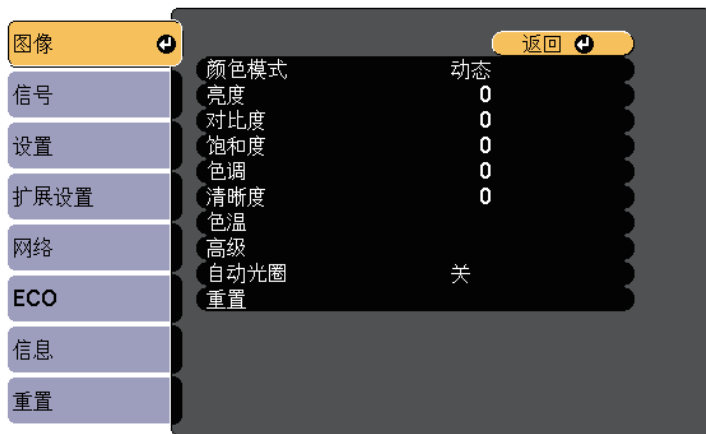 图像
信号
设置
扩展设置
网络
ECO
信息
重置
返回
颜色模式 动态
亮度 0
对比度 0
饱和度 0
色调 0
清晰度 0
色温
高级
自动光圈 关
重置